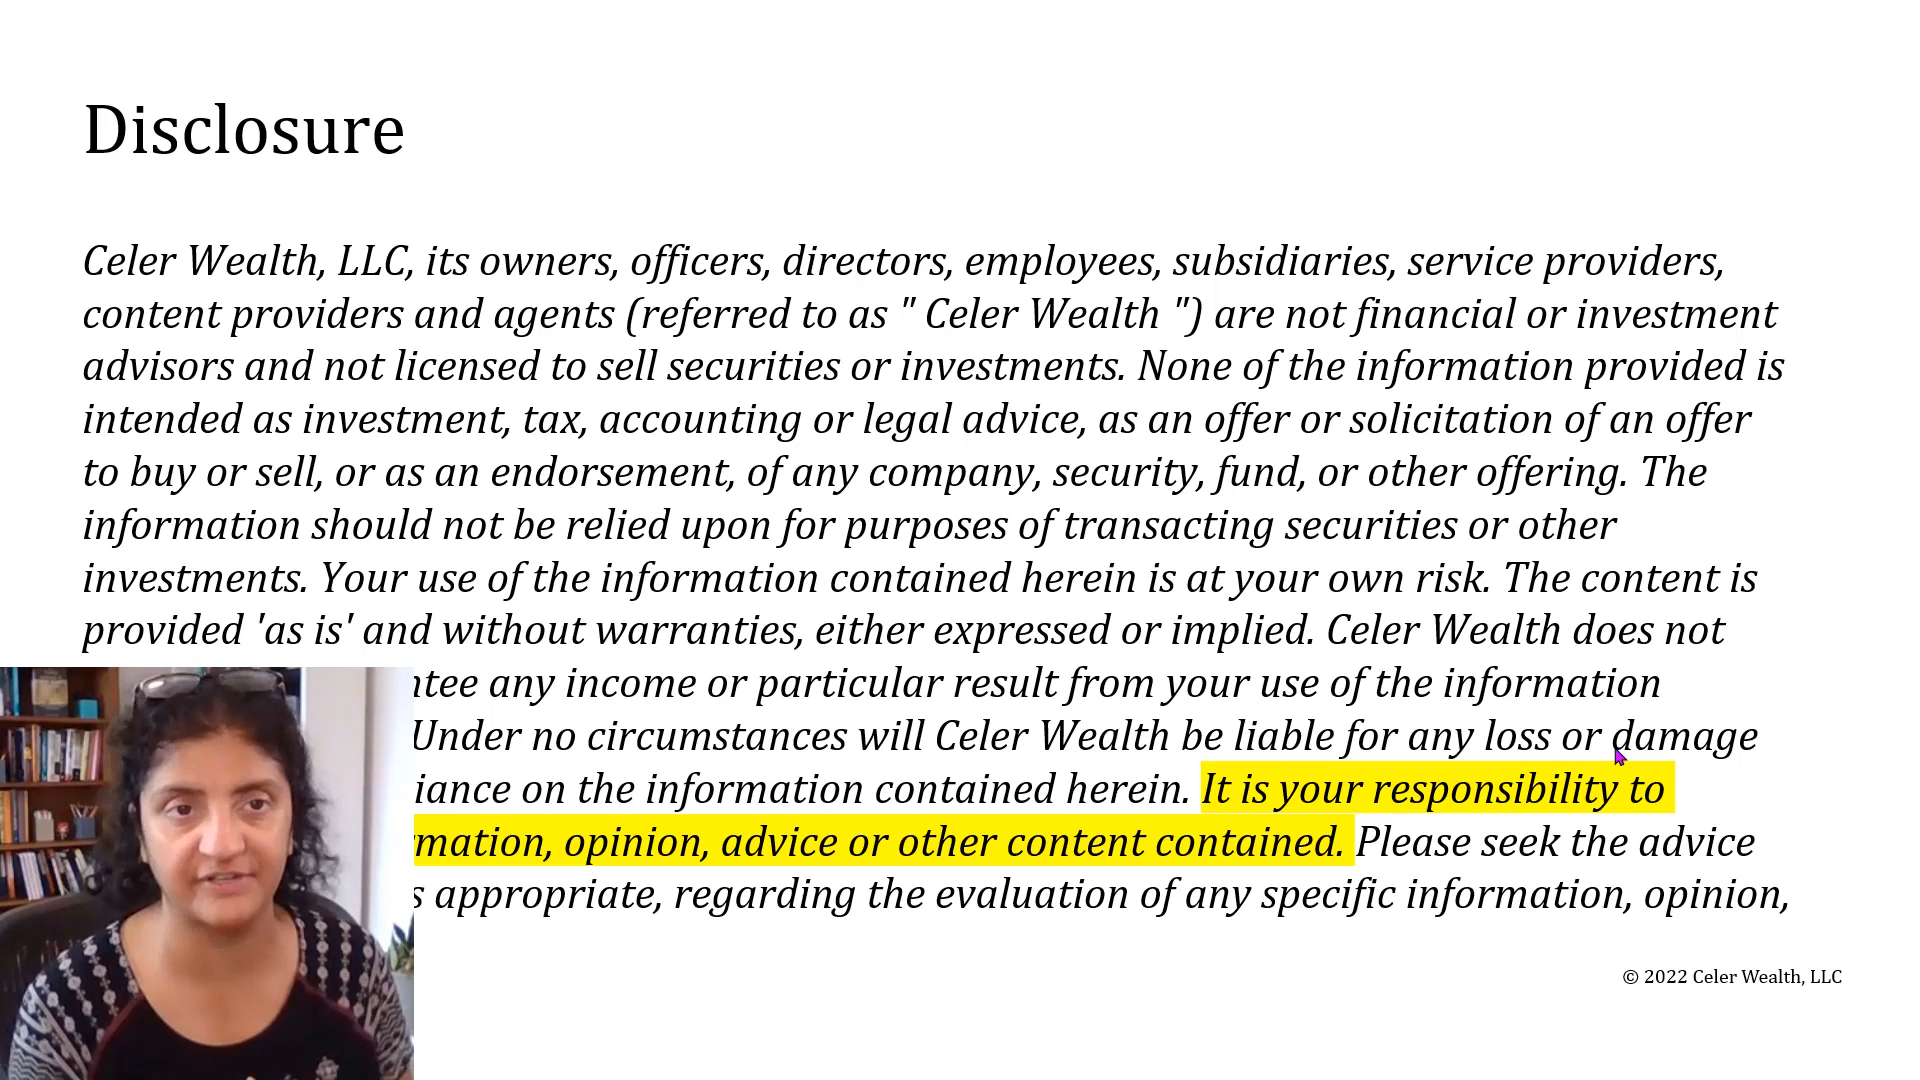 Disclosure
Celer Wealth, LLC, its owners, officers, directors, employees, subsidiaries, service providers,
content providers and agents (referred to as " Celer Wealth ") are not financial or investment
advisors and not licensed to sell securities or investments. None of the information provided is
intended as investment, tax, accounting or legal advice, as an offer or solicitation of an offer
to buy or sell, or as an endorsement, of any company, security, fund, or other offering. The
information should not be relied upon for purposes of transacting securities or other
investments. Your use of the information contained herein is at your own risk. The content is
provided 'as is' and without warranties, either expressed or implied. Celer Wealth does not
any income or particular result from your use of the information
Under no circumstances will Celer Wealth be liable for any loss or damage
on the information contained herein. It is your responsibility to
opinion, advice or other content contained. Please seek the advice
appropriate, regarding the evaluation of any specific information, opinion,
© 2022 Celer Wealth, LLC